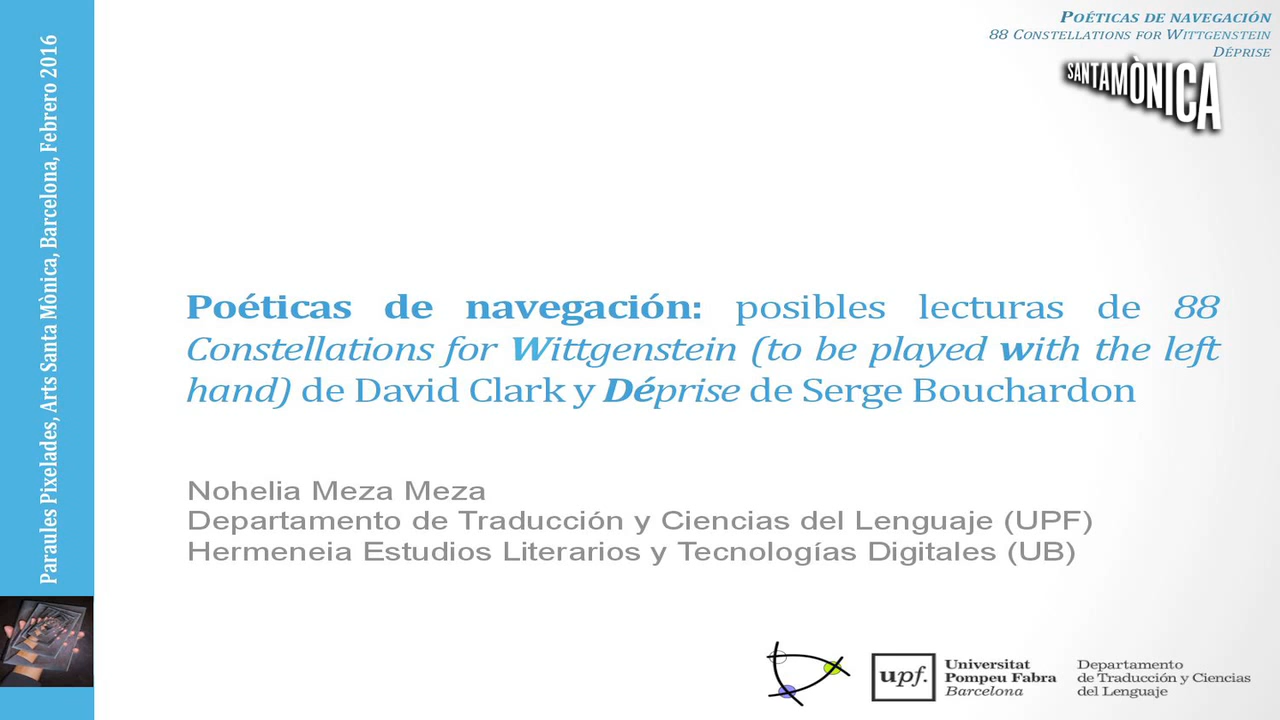 POÉTICAS DE NAVEGACIÓN
88 CONSTELLATIONS FOR WITTGENSTEIN
DÉPRISE
SANTAMÒNICA
Paraules Pixelades, Arts Santa Mònica, Barcelona, Febrero 2016
Poéticas de navegación: posibles lecturas de 88
Constellations for Wittgenstein (to be played with the left
hand) de David Clark y Déprise de Serge Bouchardon
Nohelia Meza Meza
Departamento de Traducción y Ciencias del Lenguaje (UPF)
Hermeneia Estudios Literarios y Tecnologías Digitales (UB)
upf.
Universitat
Pompeu Fabra
Barcelona
Departamento
de Traducción y Ciencias
del Lenguaje